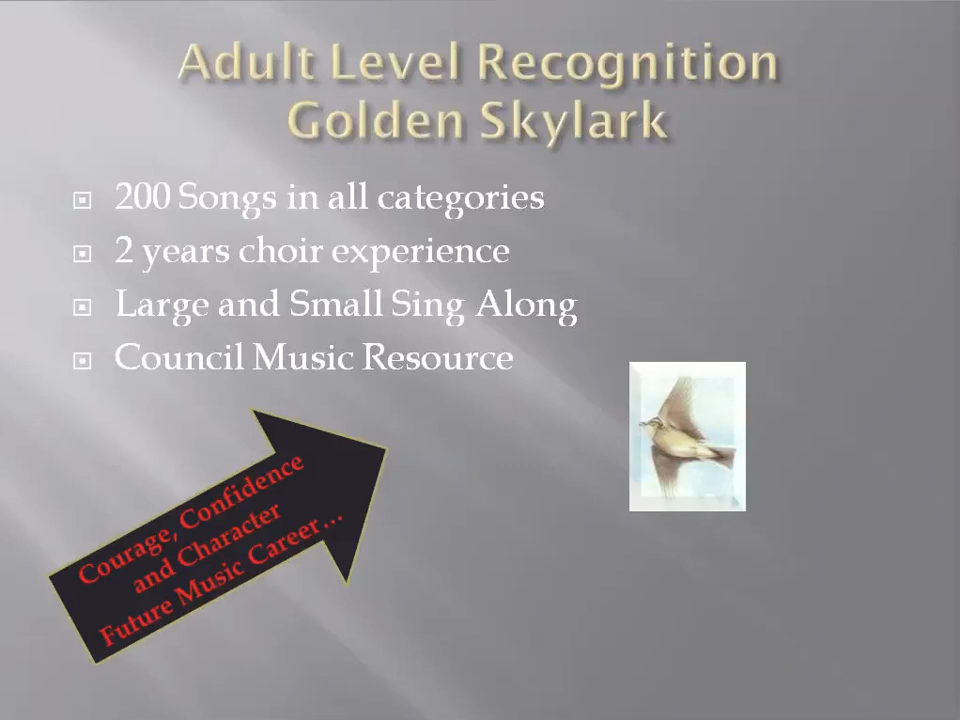 Adult Level Recognition
Golden Skylark
200 Songs in all categories
2 years choir experience
Large and Small Sing Along
Council Music Resource
Courage, Confidence
and Character
Future Music Career…